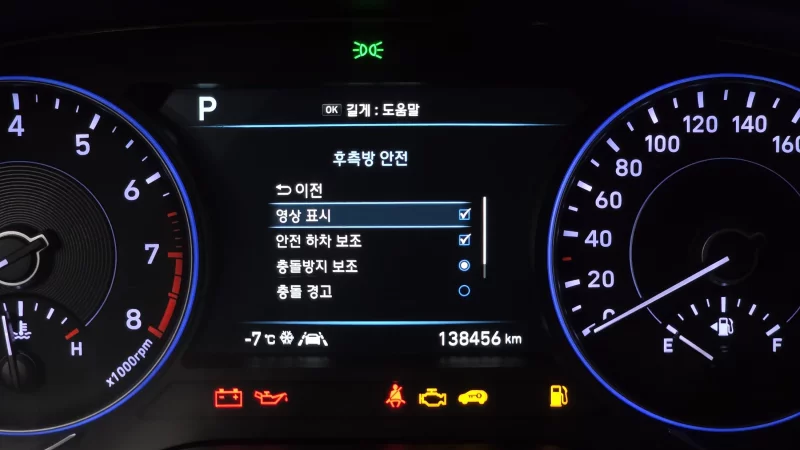 P
OK 길게 : 도움말
후측방 안전
이전
영상 표시
안전 하차 보조
충돌방지 보조
충돌 경고
-7 ℃
138456 km
4
5
6
7
8
x1000rpm
H
0
20
40
60
80
100
120
140
160
E
F